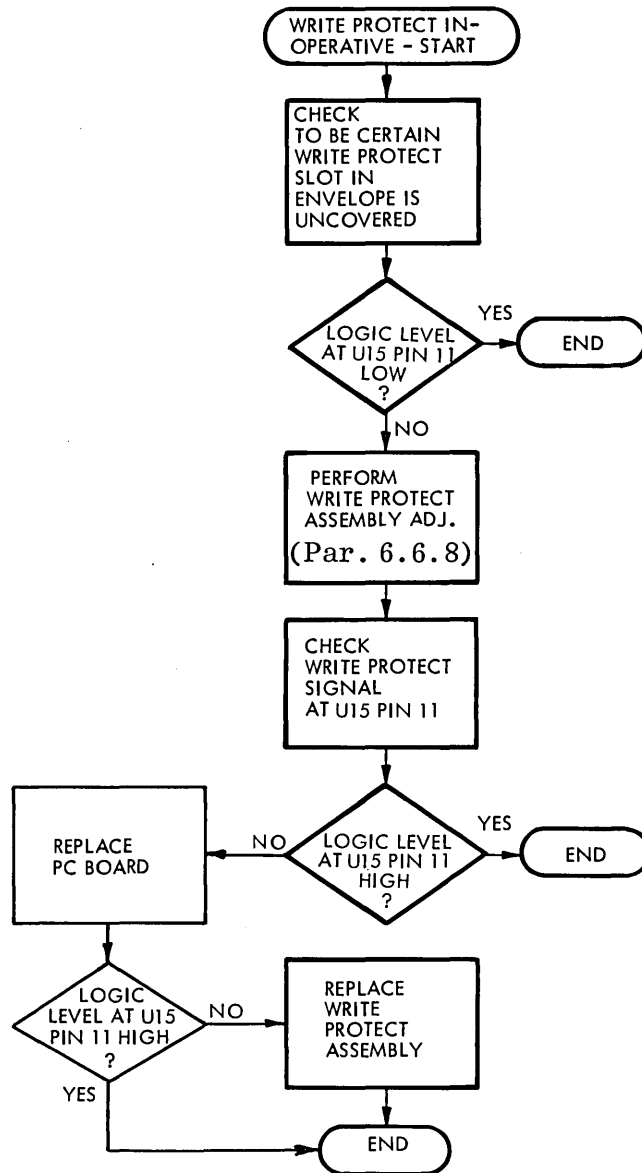 WRITE PROTECT IN-
OPERATIVE - START
CHECK
TO BE CERTAIN
WRITE PROTECT
SLOT IN
ENVELOPE IS
UNCOVERED
LOGIC LEVEL
AT U15 PIN 11
LOW
?
YES
END
NO
PERFORM
WRITE PROTECT
ASSEMBLY ADJ.
(Par. 6.6.8)
CHECK
WRITE PROTECT
SIGNAL
AT U15 PIN 11
LOGIC LEVEL
AT U15 PIN 11
HIGH
?
YES
END
NO
REPLACE
PC BOARD
LOGIC
LEVEL AT U15
PIN 11 HIGH
?
NO
REPLACE
WRITE
PROTECT
ASSEMBLY
YES
END